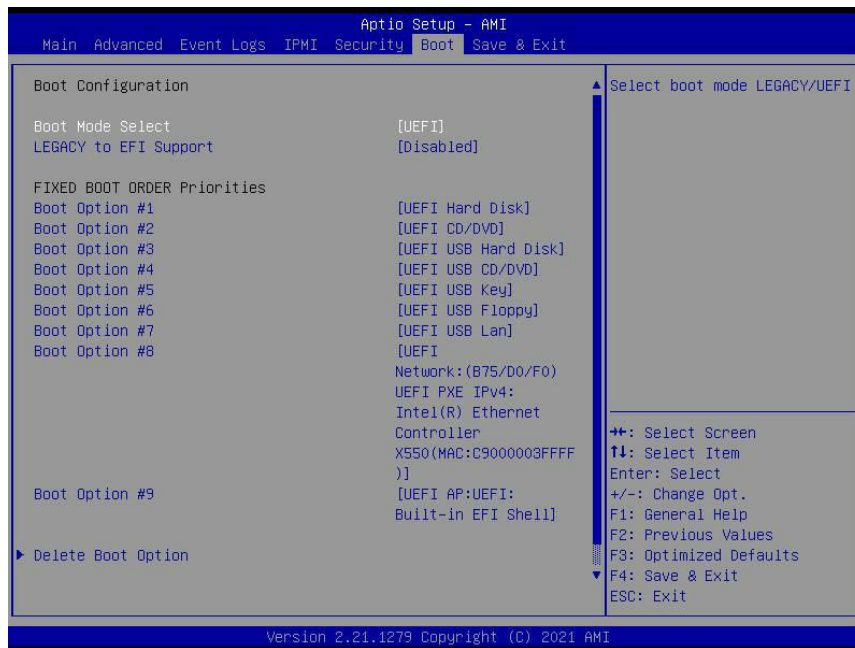 Aptio Setup – AMI
Main Advanced Event Logs IPMI Security Boot Save & Exit
Boot Configuration
Boot Mode Select [UEFI]
LEGACY to EFI Support [Disabled]
FIXED BOOT ORDER Priorities
Boot Option #1 [UEFI Hard Disk]
Boot Option #2 [UEFI CD/DVD]
Boot Option #3 [UEFI USB Hard Disk]
Boot Option #4 [UEFI USB CD/DVD]
Boot Option #5 [UEFI USB Key]
Boot Option #6 [UEFI USB Floppy]
Boot Option #7 [UEFI USB Lan]
Boot Option #8 [UEFI
Network:(B75/D0/F0)
UEFI PXE IPv4:
Intel(R) Ethernet
Controller
X550(MAC:C9000003FFFF
)]
Boot Option #9 [UEFI AP:UEFI:
Built-in EFI Shell]
Delete Boot Option
Select boot mode LEGACY/UEFI
→←: Select Screen
↑↓: Select Item
Enter: Select
+/-: Change Opt.
F1: General Help
F2: Previous Values
F3: Optimized Defaults
F4: Save & Exit
ESC: Exit
Version 2.21.1279 Copyright (C) 2021 AMI